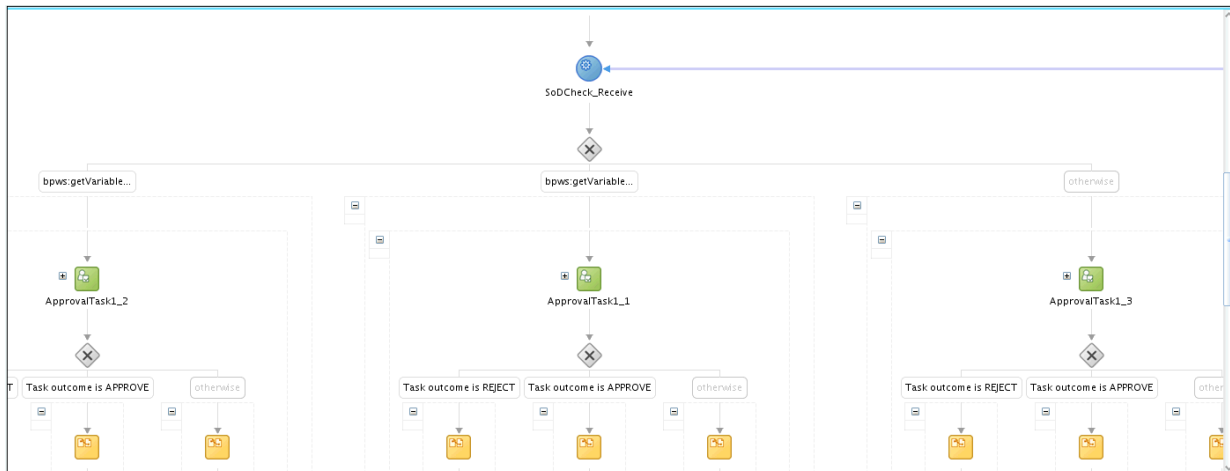 SoDCheck_Receive
bpws:getVariable...
bpws:getVariable...
otherwise
ApprovalTask1_2
ApprovalTask1_1
ApprovalTask1_3
T
Task outcome is APPROVE
otherwise
Task outcome is REJECT
Task outcome is APPROVE
otherwise
Task outcome is REJECT
Task outcome is APPROVE
other